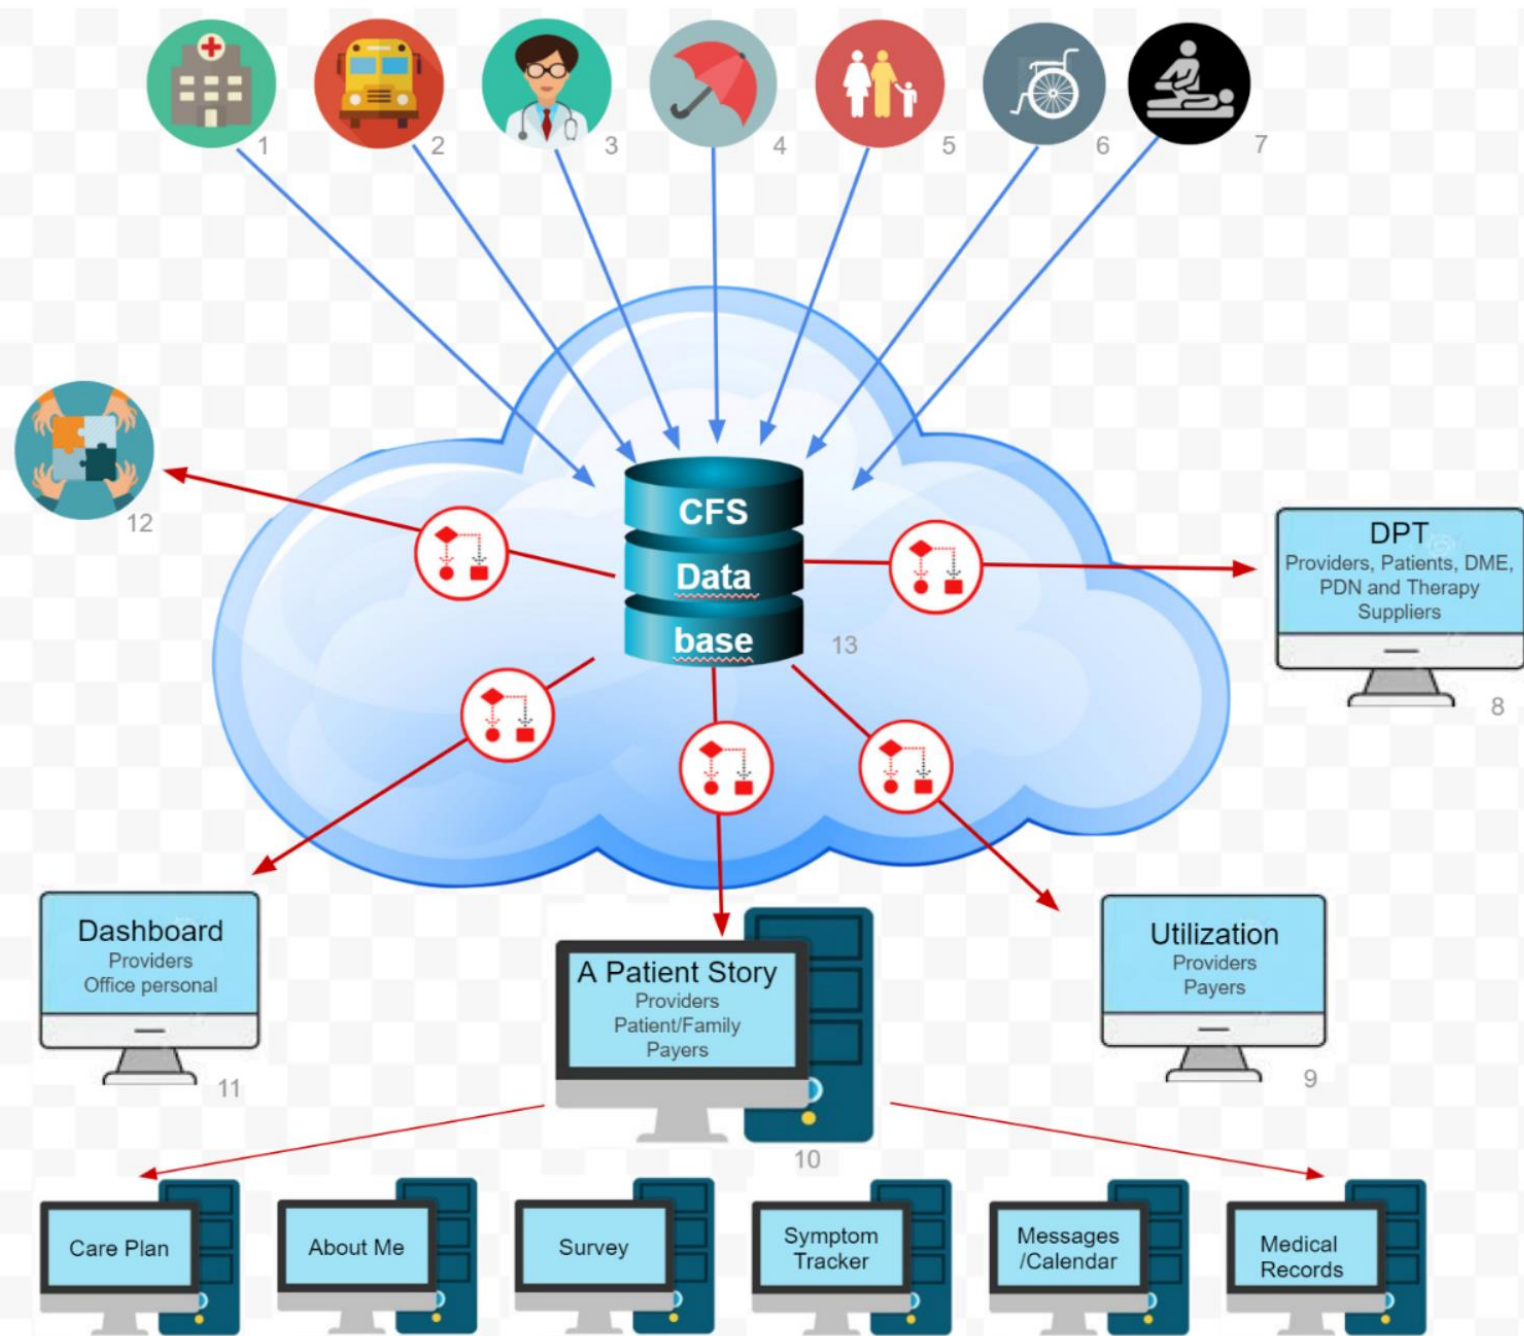 1
2
3
4
5
6
7
12
CFS
Data
base
13
DPT
Providers, Patients, DME,
PDN and Therapy
Suppliers
8
Dashboard
Providers
Office personal
11
A Patient Story
Providers
Patient/Family
Payers
10
Utilization
Providers
Payers
9
Care Plan
About Me
Survey
Symptom
Tracker
Messages
/Calendar
Medical
Records